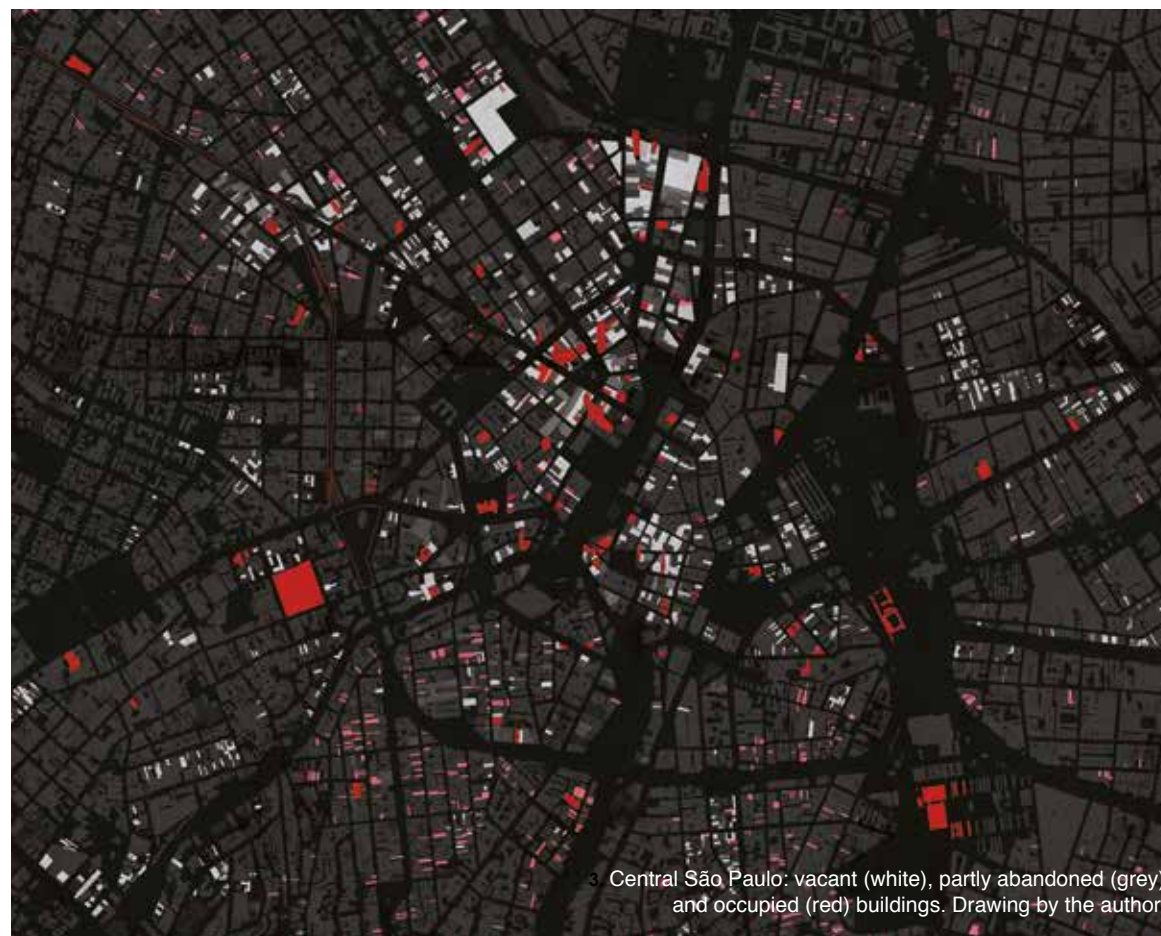 3. Central São Paulo: vacant (white), partly abandoned (grey)
and occupied (red) buildings. Drawing by the author.